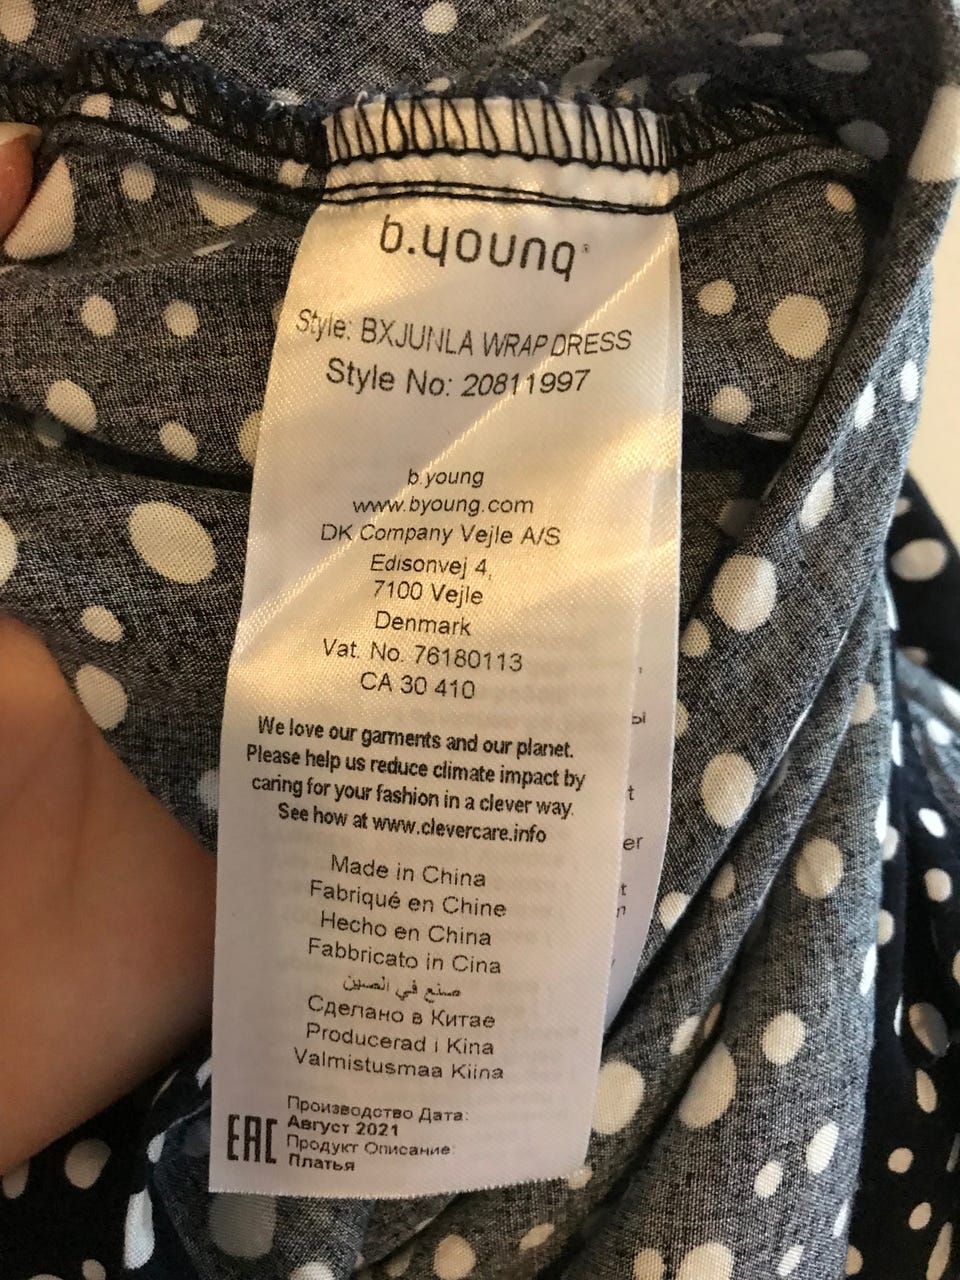 b.young®
Style: BXJUNLA WRAP DRESS
Style No: 20811997
b.young
www.byoung.com
DK Company Vejle A/S
Edisonvej 4,
7100 Vejle
Denmark
Vat. No. 76180113
CA 30 410
We love our garments and our planet.
Please help us reduce climate impact by
caring for your fashion in a clever way.
See how at www.clevercare.info
Made in China
Fabriqué en Chine
Hecho en China
Fabbricato in Cina
صنع في الصين
Сделано в Китае
Producerad i Kina
Valmistusmaa Kiina
EAC
Производство Дата:
Август 2021
Продукт Описание:
Платья